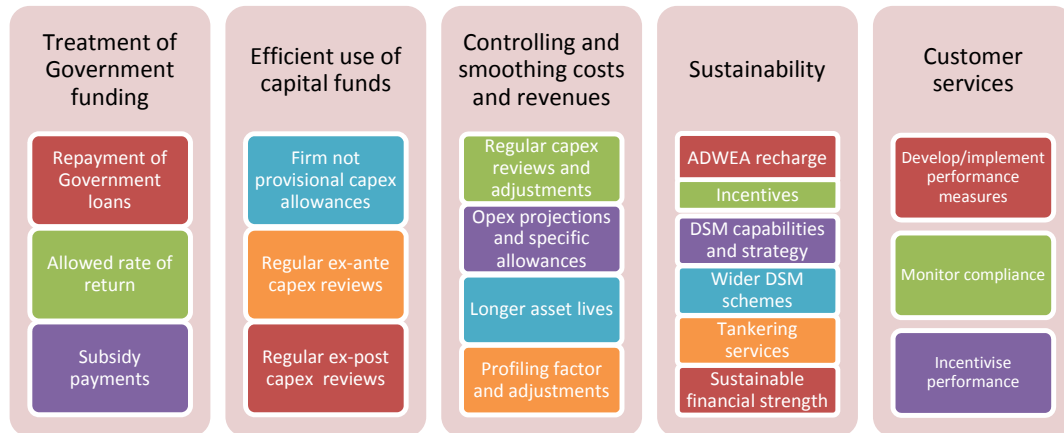 Treatment of
Government
funding
Repayment of
Government
loans
Allowed rate of
return
Subsidy
payments
Efficient use of
capital funds
Firm not
provisional capex
allowances
Regular ex-ante
capex reviews
Regular ex-post
capex reviews
Controlling and
smoothing costs
and revenues
Regular capex
reviews and
adjustments
Opex projections
and specific
allowances
Longer asset lives
Profiling factor
and adjustments
Sustainability
ADWEA recharge
Incentives
DSM capabilities
and strategy
Wider DSM
schemes
Tankering
services
Sustainable
financial strength
Customer
services
Develop/implement
performance
measures
Monitor compliance
Incentivise
performance